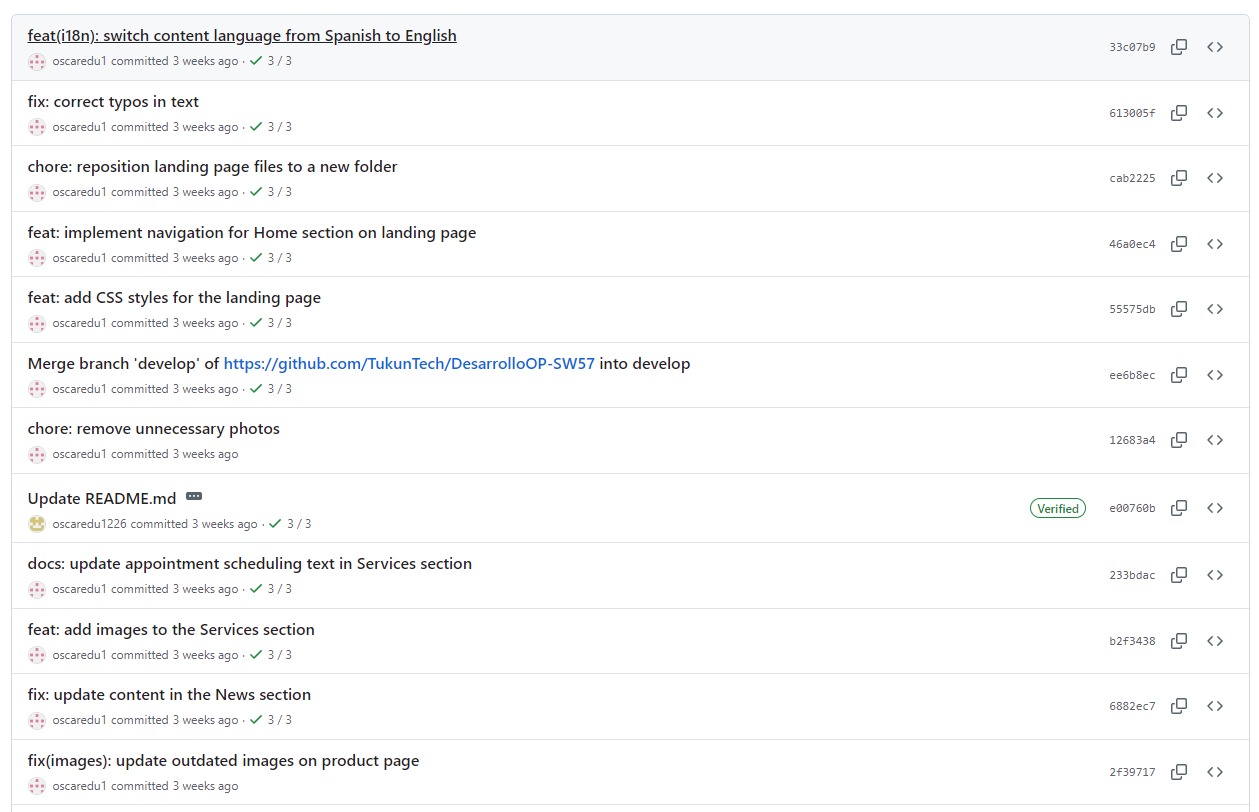 feat(i18n): switch content language from Spanish to English
oscaredu1 committed 3 weeks ago · 3 / 3
33c07b9
fix: correct typos in text
oscaredu1 committed 3 weeks ago · 3 / 3
613005f
chore: reposition landing page files to a new folder
oscaredu1 committed 3 weeks ago · 3 / 3
cab2225
feat: implement navigation for Home section on landing page
oscaredu1 committed 3 weeks ago · 3 / 3
46a0ec4
feat: add CSS styles for the landing page
oscaredu1 committed 3 weeks ago · 3 / 3
55575db
Merge branch 'develop' of https://github.com/TukunTech/DesarrolloOP-SW57 into develop
oscaredu1 committed 3 weeks ago · 3 / 3
ee6b8ec
chore: remove unnecessary photos
oscaredu1 committed 3 weeks ago
12683a4
Update README.md
oscaredu1226 committed 3 weeks ago · 3 / 3
Verified e00760b
docs: update appointment scheduling text in Services section
oscaredu1 committed 3 weeks ago · 3 / 3
233bdac
feat: add images to the Services section
oscaredu1 committed 3 weeks ago · 3 / 3
b2f3438
fix: update content in the News section
oscaredu1 committed 3 weeks ago · 3 / 3
6882ec7
fix(images): update outdated images on product page
oscaredu1 committed 3 weeks ago
2f39717